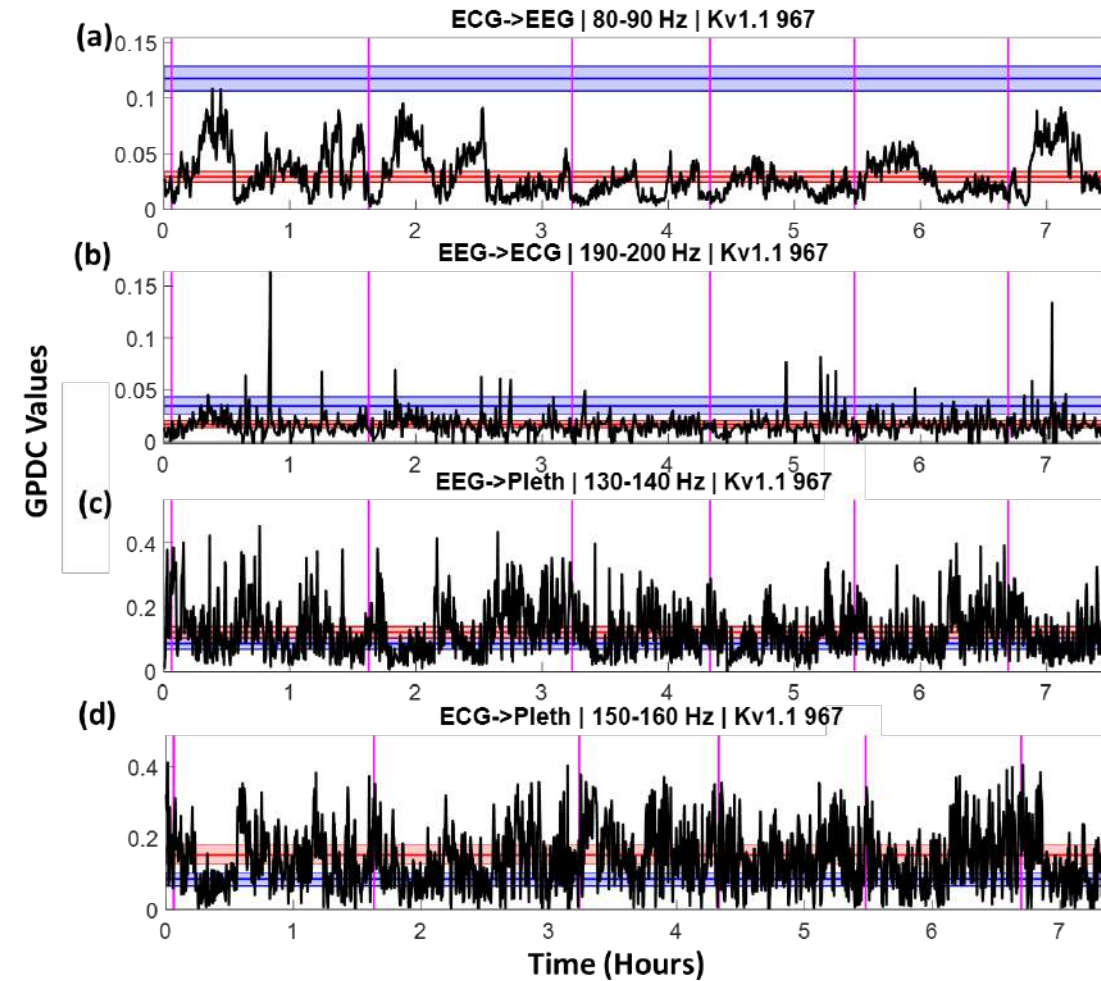 (a)
ECG->EEG | 80-90 Hz | Kv1.1 967
0.15
0.1
0.05
0
0 1 2 3 4 5 6 7
(b)
EEG->ECG | 190-200 Hz | Kv1.1 967
0.15
0.1
0.05
0
0 1 2 3 4 5 6 7
GPDC Values
(c)
EEG->Pleth | 130-140 Hz | Kv1.1 967
0.4
0.2
0
0 1 2 3 4 5 6 7
(d)
ECG->Pleth | 150-160 Hz | Kv1.1 967
0.4
0.2
0
0 1 2 3 4 5 6 7
Time (Hours)